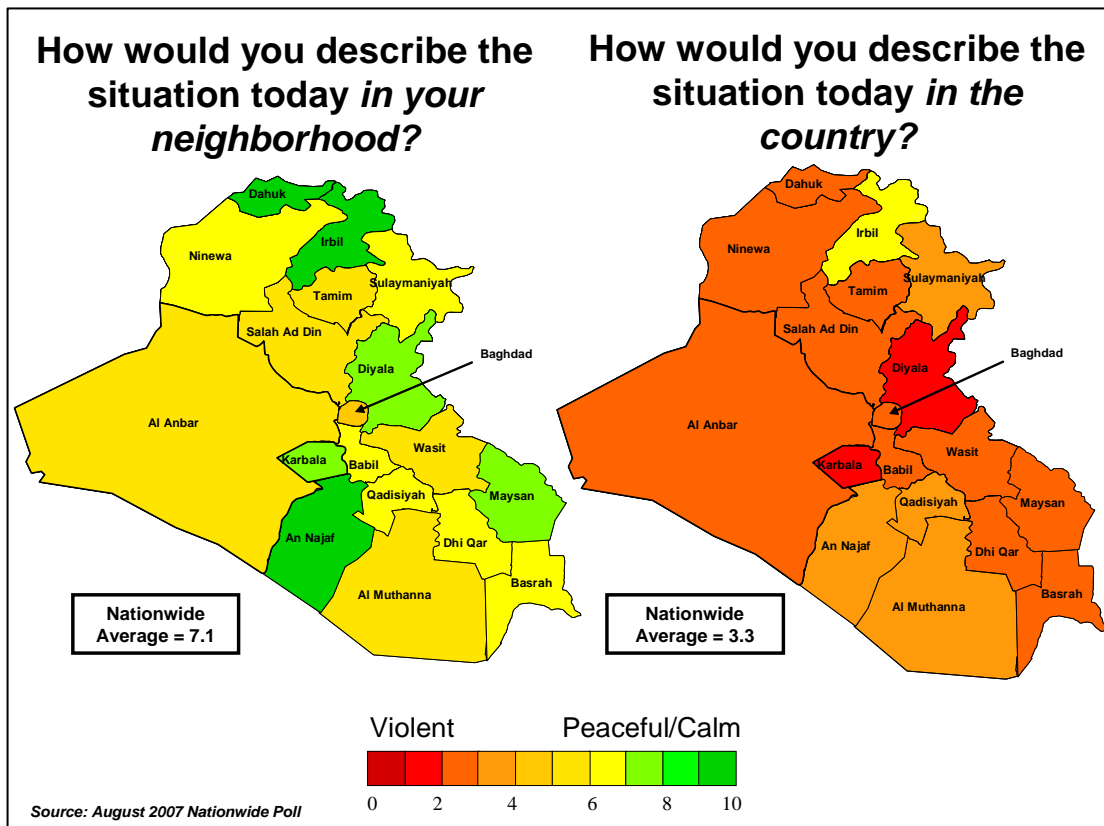 How would you describe the
situation today in your
neighborhood?
Dahuk
Irbil
Ninewa
Sulaymaniyah
Tamim
Salah Ad Din
Baghdad
Diyala
Al Anbar
Wasit
Karbala
Babil
Qadisiyah
Maysan
An Najaf
Dhi Qar
Basrah
Al Muthanna
Nationwide
Average = 7.1
How would you describe the
situation today in the
country?
Dahuk
Irbil
Ninewa
Sulaymaniyah
Tamim
Salah Ad Din
Baghdad
Diyala
Al Anbar
Wasit
Karbala
Babil
Qadisiyah
Maysan
An Najaf
Dhi Qar
Basrah
Al Muthanna
Nationwide
Average = 3.3
Violent Peaceful/Calm
0 2 4 6 8 10
Source: August 2007 Nationwide Poll